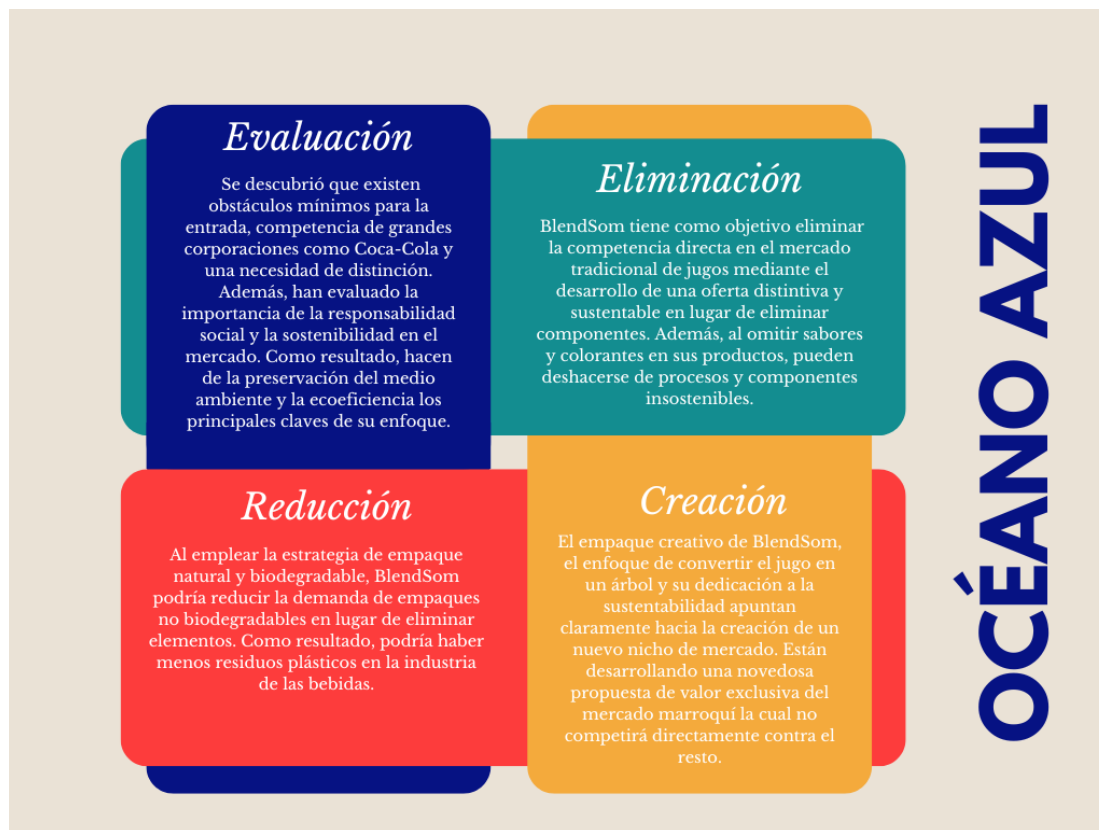 Evaluación
Se descubrió que existen
obstáculos mínimos para la
entrada, competencia de grandes
corporaciones como Coca-Cola y
una necesidad de distinción.
Además, han evaluado la
importancia de la responsabilidad
social y la sostenibilidad en el
mercado. Como resultado, hacen
de la preservación del medio
ambiente y la ecoeficiencia los
principales claves de su enfoque.
Eliminación
BlendSom tiene como objetivo eliminar
la competencia directa en el mercado
tradicional de jugos mediante el
desarrollo de una oferta distintiva y
sustentable en lugar de eliminar
componentes. Además, al omitir sabores
y colorantes en sus productos, pueden
deshacerse de procesos y componentes
insostenibles.
Reducción
Al emplear la estrategia de empaque
natural y biodegradable, BlendSom
podría reducir la demanda de empaques
no biodegradables en lugar de eliminar
elementos. Como resultado, podría haber
menos residuos plásticos en la industria
de las bebidas.
Creación
El empaque creativo de BlendSom,
el enfoque de convertir el jugo en
un árbol y su dedicación a la
sustentabilidad apuntan
claramente hacia la creación de un
nuevo nicho de mercado. Están
desarrollando una novedosa
propuesta de valor exclusiva del
mercado marroquí la cual no
competirá directamente contra el
resto.
OCÉANO AZUL